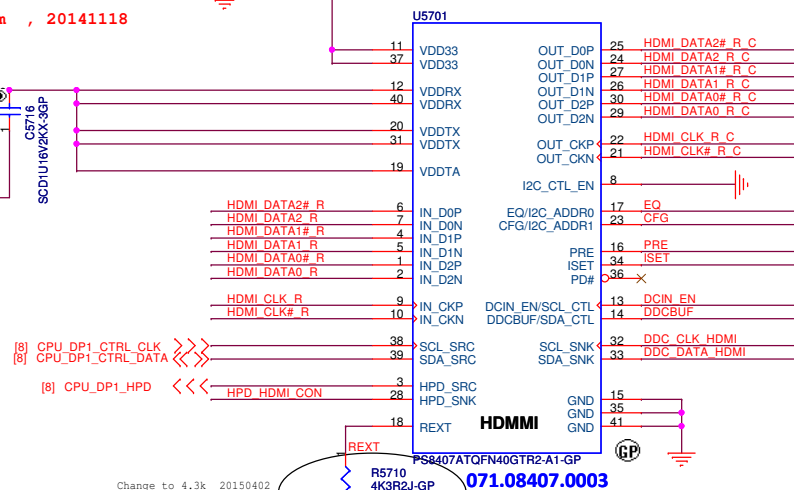 m , 20141118
U5701
11 VDD33 OUT_D0P 25 HDMI_DATA2#_R_C
37 VDD33 OUT_D0N 24 HDMI_DATA2_R_C
OUT_D1P 27 HDMI_DATA1#_R_C
12 VDDRX OUT_D1N 26 HDMI_DATA1_R_C
40 VDDRX OUT_D2P 30 HDMI_DATA0#_R_C
OUT_D2N 29 HDMI_DATA0_R_C
20 VDDTX
31 VDDTX OUT_CKP 22 HDMI_CLK_R_C
OUT_CKN 21 HDMI_CLK#_R_C
19 VDDTA
I2C_CTL_EN 8
1
C5716
SCD1U16V2KX-3GP
HDMI_DATA2#_R 6 IN_D0P EQ/I2C_ADDR0 17 EQ
HDMI_DATA2_R 7 IN_D0N CFG/I2C_ADDR1 23 CFG
HDMI_DATA1#_R 4 IN_D1P
HDMI_DATA1_R 5 IN_D1N PRE 16 PRE
HDMI_DATA0#_R 1 IN_D2P ISET 34 ISET
HDMI_DATA0_R 2 IN_D2N PD# 36
HDMI_CLK_R 9 IN_CKP DCIN_EN/SCL_CTL 13 DCIN_EN
HDMI_CLK#_R 10 IN_CKN DDCBUF/SDA_CTL 14 DDCBUF
[8] CPU_DP1_CTRL_CLK 38 SCL_SRC SCL_SNK 32 DDC_CLK_HDMI
[8] CPU_DP1_CTRL_DATA 39 SDA_SRC SDA_SNK 33 DDC_DATA_HDMI
[8] CPU_DP1_HPD 3 HPD_SRC
HPD_HDMI_CON 28 HPD_SNK GND 15
GND 35
18 REXT HDMMI GND 41
REXT
GP
PS8407ATQFN40GTR2-A1-GP
R5710
4K3R2J-GP
071.08407.0003
Change to 4.3k 20150402